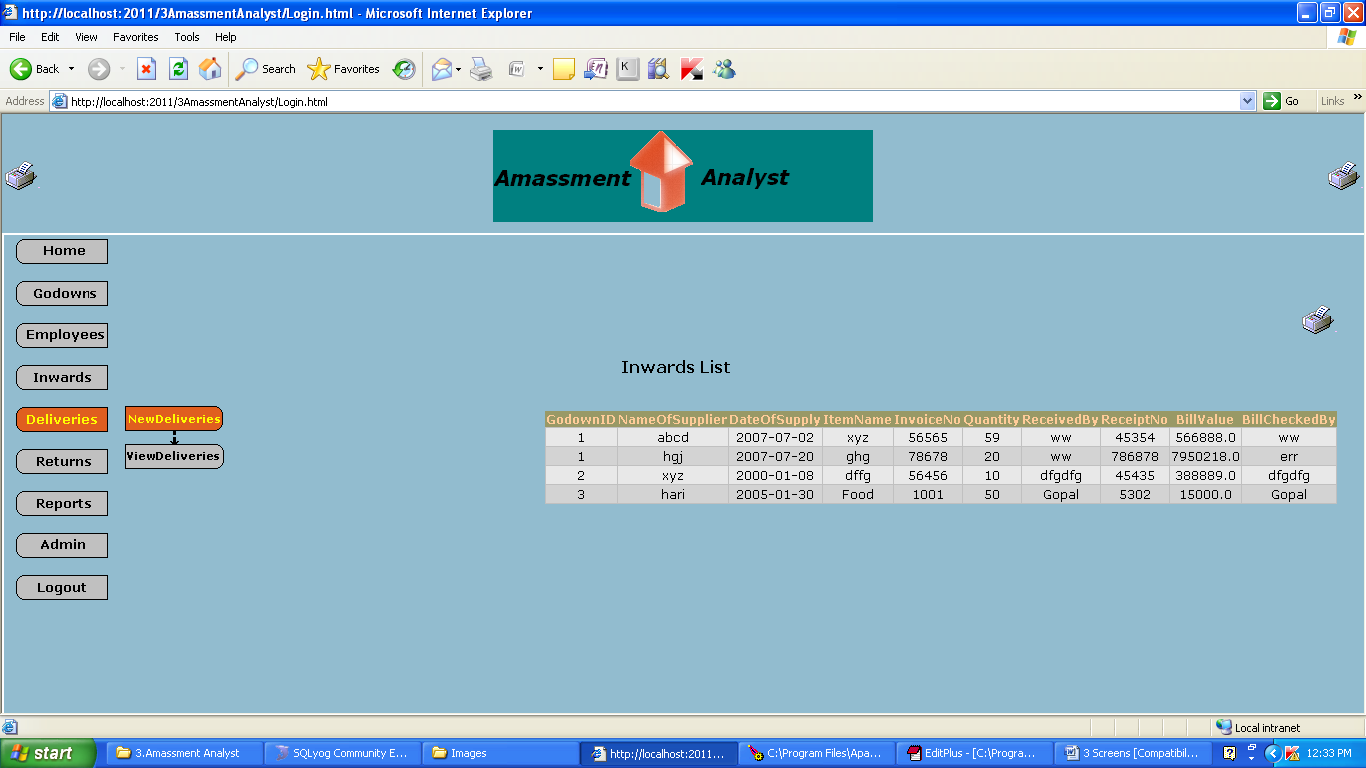 http://localhost:2011/3AmassmentAnalyst/Login.html - Microsoft Internet Explorer
File Edit View Favorites Tools Help
Back Search Favorites
Address http://localhost:2011/3AmassmentAnalyst/Login.html Go Links »
Amassment Analyst
Home
Godowns
Employees
Inwards List
Inwards
GodownID NameOfSupplier DateOfSupply ItemName InvoiceNo Quantity ReceivedBy ReceiptNo BillValue BillCheckedBy
Deliveries NewDeliveries
1 abcd 2007-07-02 xyz 56565 59 ww 45354 566888.0 ww
ViewDeliveries
1 hgj 2007-07-20 ghg 78678 20 ww 786878 7950218.0 err
Returns
2 xyz 2000-01-08 dffg 56456 10 dfgdfg 45435 388889.0 dfgdfg
3 hari 2005-01-30 Food 1001 50 Gopal 5302 15000.0 Gopal
Reports
Admin
Logout
Local intranet
start 3.Amassment Analyst SQLyog Community E... Images http://localhost:2011... C:\Program Files\Apa... EditPlus - [C:\Progra... 3 Screens [Compatibil... 12:33 PM